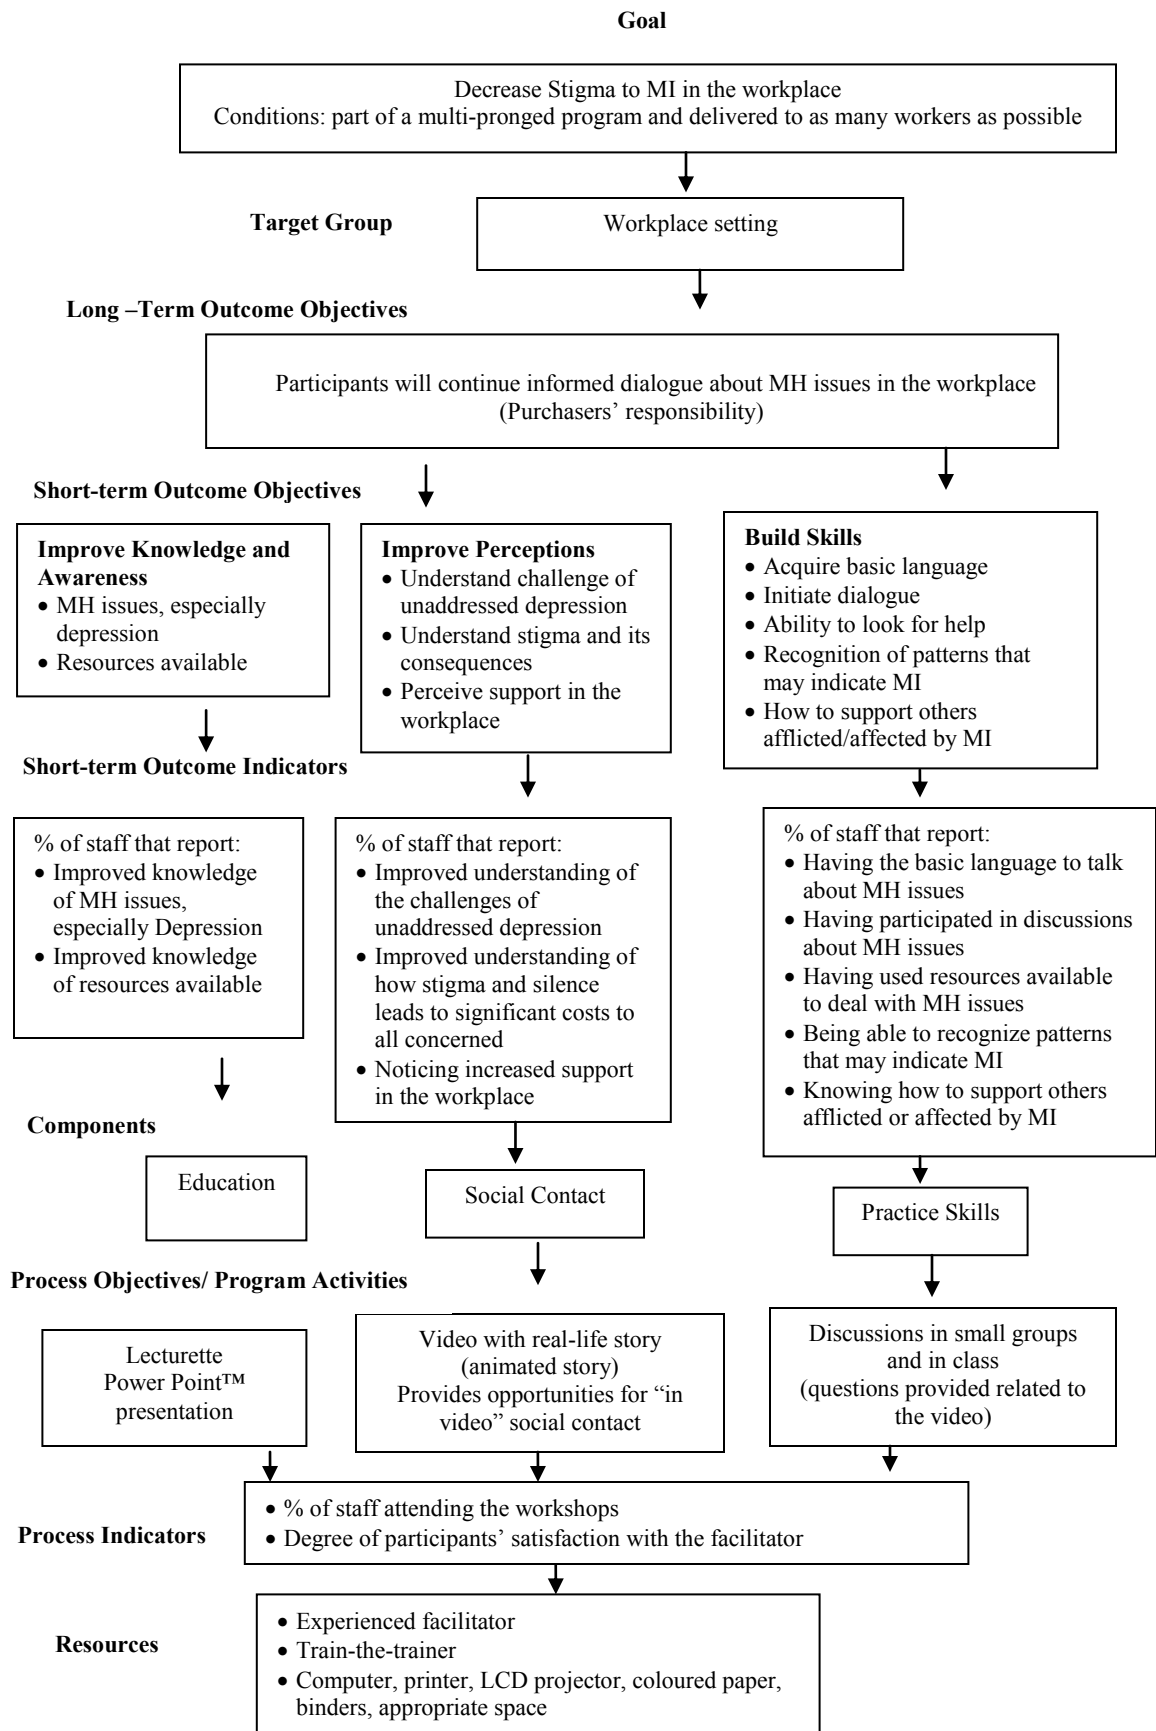 Goal
Decrease Stigma to MI in the workplace
Conditions: part of a multi-pronged program and delivered to as many workers as possible
Target Group
Workplace setting
Long –Term Outcome Objectives
Participants will continue informed dialogue about MH issues in the workplace
(Purchasers’ responsibility)
Short-term Outcome Objectives
Improve Knowledge and
Awareness
• MH issues, especially
depression
• Resources available
Improve Perceptions
• Understand challenge of
unaddressed depression
• Understand stigma and its
consequences
• Perceive support in the
workplace
Build Skills
• Acquire basic language
• Initiate dialogue
• Ability to look for help
• Recognition of patterns that
may indicate MI
• How to support others
afflicted/affected by MI
Short-term Outcome Indicators
% of staff that report:
• Improved knowledge
of MH issues,
especially Depression
• Improved knowledge
of resources available
% of staff that report:
• Improved understanding of
the challenges of
unaddressed depression
• Improved understanding of
how stigma and silence
leads to significant costs to
all concerned
• Noticing increased support
in the workplace
% of staff that report:
• Having the basic language to talk
about MH issues
• Having participated in discussions
about MH issues
• Having used resources available
to deal with MH issues
• Being able to recognize patterns
that may indicate MI
• Knowing how to support others
afflicted or affected by MI
Components
Education
Social Contact
Practice Skills
Process Objectives/ Program Activities
Lecturette
Power Point™
presentation
Video with real-life story
(animated story)
Provides opportunities for “in
video” social contact
Discussions in small groups
and in class
(questions provided related to
the video)
Process Indicators
• % of staff attending the workshops
• Degree of participants’ satisfaction with the facilitator
Resources
• Experienced facilitator
• Train-the-trainer
• Computer, printer, LCD projector, coloured paper,
binders, appropriate space